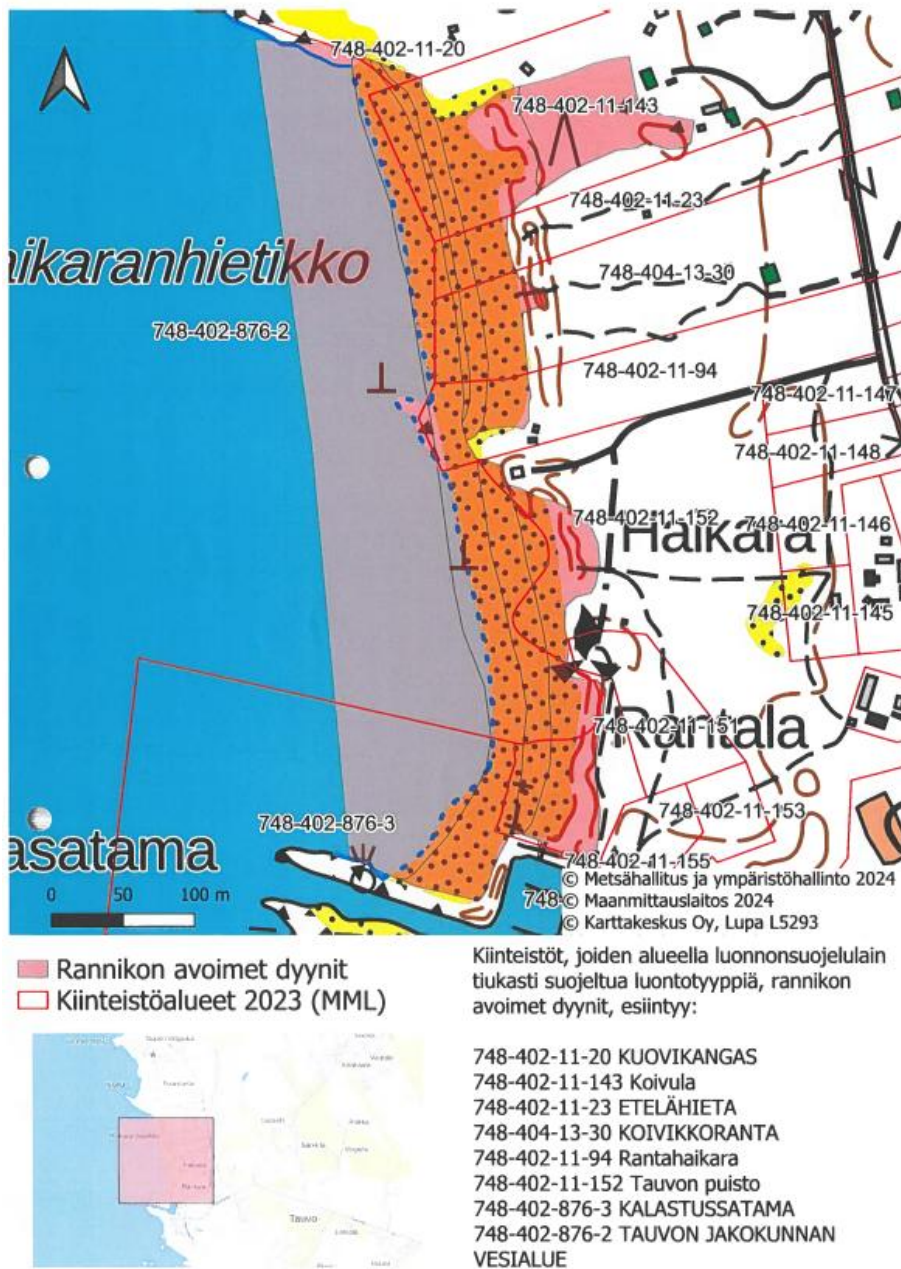 748-402-11-20
748-402-11-143
748-402-11-23
aikaranhietikko
748-404-13-30
748-402-876-2
748-402-11-94
748-402-11-147
748-402-11-148
748-402-11-152
748-402-11-146
Haikara
748-402-11-145
748-402-11-151
Rantala
748-402-11-153
748-402-876-3
asatama
748-402-11-155
748-
0 50 100 m
© Metsähallitus ja ympäristöhallinto 2024
© Maanmittauslaitos 2024
© Karttakeskus Oy, Lupa L5293
Rannikon avoimet dyynit
Kiinteistöalueet 2023 (MML)
Kiinteistöt, joiden alueella luonnonsuojelulain
tiukasti suojeltua luontotyyppiä, rannikon
avoimet dyynit, esiintyy:
748-402-11-20 KUOVIKANGAS
748-402-11-143 Koivula
748-402-11-23 ETELÄHIETA
748-404-13-30 KOIVIKKORANTA
748-402-11-94 Rantahaikara
748-402-11-152 Tauvon puisto
748-402-876-3 KALASTUSSATAMA
748-402-876-2 TAUVON JAKOKUNNAN
VESIALUE
Tauvo